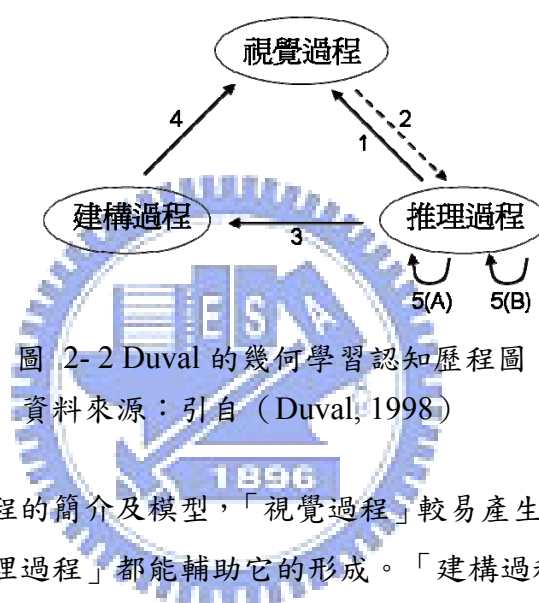 視覺過程
4
2
1
建構過程
推理過程
3
5(A) 5(B)
E S A
圖 2- 2 Duval 的幾何學習認知歷程圖
資料來源：引自（Duval, 1998）
1896
程的簡介及模型，「視覺過程」較易產生
理過程」都能輔助它的形成。「建構過程